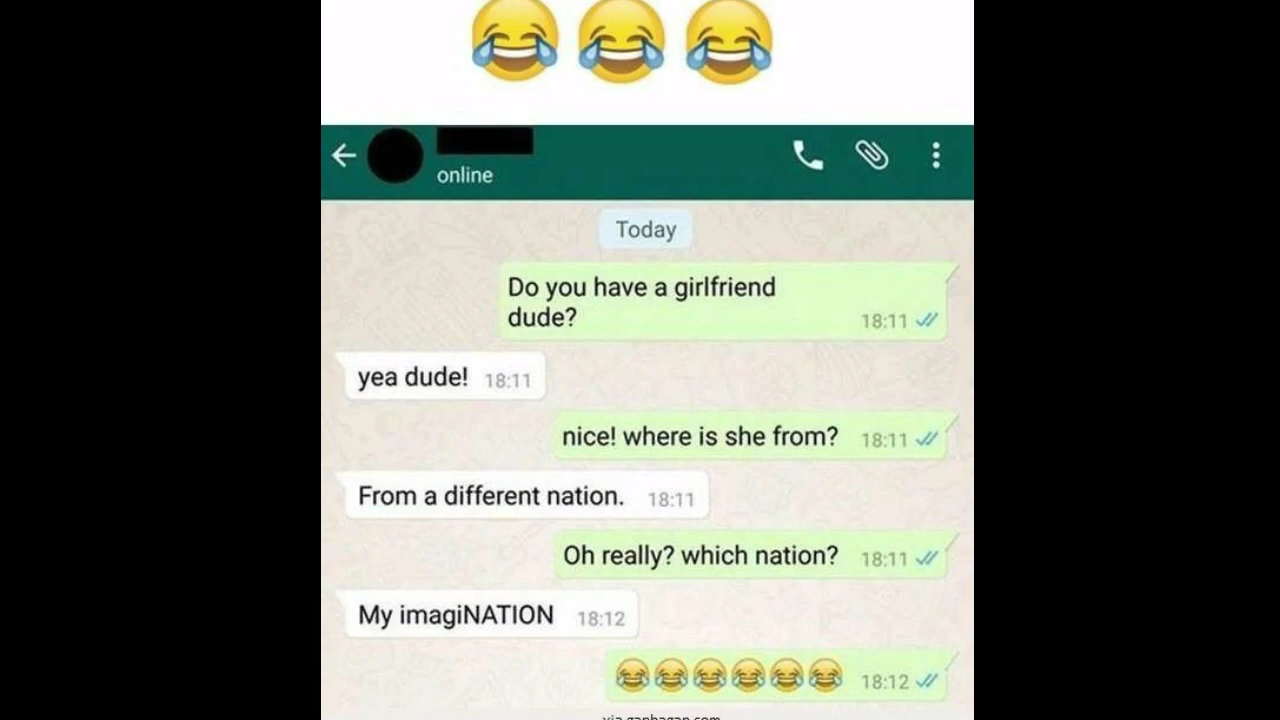 online
Today
Do you have a girlfriend
dude?
18:11
yea dude! 18:11
nice! where is she from? 18:11
From a different nation. 18:11
Oh really? which nation? 18:11
My imagiNATION 18:12
😂😂😂😂😂😂 18:12